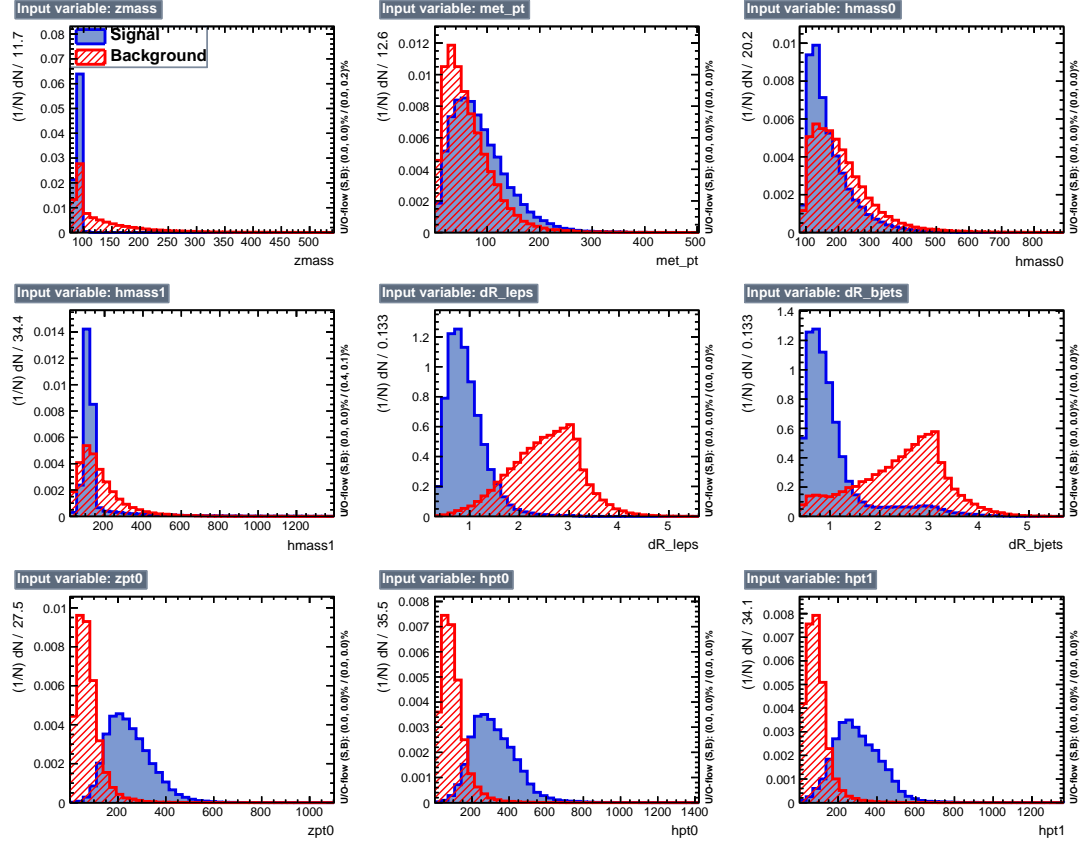 Input variable: zmass
Signal
Background
(1/N) dN / 11.7
0.08
0.07
0.06
0.05
0.04
0.03
0.02
0.01
0
100 150 200 250 300 350 400 450 500
zmass
U/O-flow (S,B): (0.0, 0.0)% / (0.0, 0.2)%
Input variable: met_pt
(1/N) dN / 12.6
0.012
0.01
0.008
0.006
0.004
0.002
0
100 200 300 400 500
met_pt
U/O-flow (S,B): (0.0, 0.0)% / (0.0, 0.0)%
Input variable: hmass0
(1/N) dN / 20.2
0.01
0.008
0.006
0.004
0.002
0
100 200 300 400 500 600 700 800
hmass0
U/O-flow (S,B): (0.0, 0.0)% / (0.0, 0.0)%
Input variable: hmass1
(1/N) dN / 34.4
0.014
0.012
0.01
0.008
0.006
0.004
0.002
0
200 400 600 800 1000 1200
hmass1
U/O-flow (S,B): (0.0, 0.0)% / (0.4, 0.1)%
Input variable: dR_leps
(1/N) dN / 0.133
1.2
1
0.8
0.6
0.4
0.2
0
1 2 3 4 5
dR_leps
U/O-flow (S,B): (0.0, 0.0)% / (0.0, 0.0)%
Input variable: dR_bjets
(1/N) dN / 0.133
1.4
1.2
1
0.8
0.6
0.4
0.2
0
1 2 3 4 5
dR_bjets
U/O-flow (S,B): (0.0, 0.0)% / (0.0, 0.0)%
Input variable: zpt0
(1/N) dN / 27.5
0.01
0.008
0.006
0.004
0.002
0
200 400 600 800 1000
zpt0
U/O-flow (S,B): (0.0, 0.0)% / (0.0, 0.0)%
Input variable: hpt0
(1/N) dN / 35.5
0.008
0.007
0.006
0.005
0.004
0.003
0.002
0.001
0
200 400 600 800 1000 1200 1400
hpt0
U/O-flow (S,B): (0.0, 0.0)% / (0.0, 0.0)%
Input variable: hpt1
(1/N) dN / 34.1
0.008
0.007
0.006
0.005
0.004
0.003
0.002
0.001
0
200 400 600 800 1000 1200
hpt1
U/O-flow (S,B): (0.0, 0.0)% / (0.0, 0.0)%